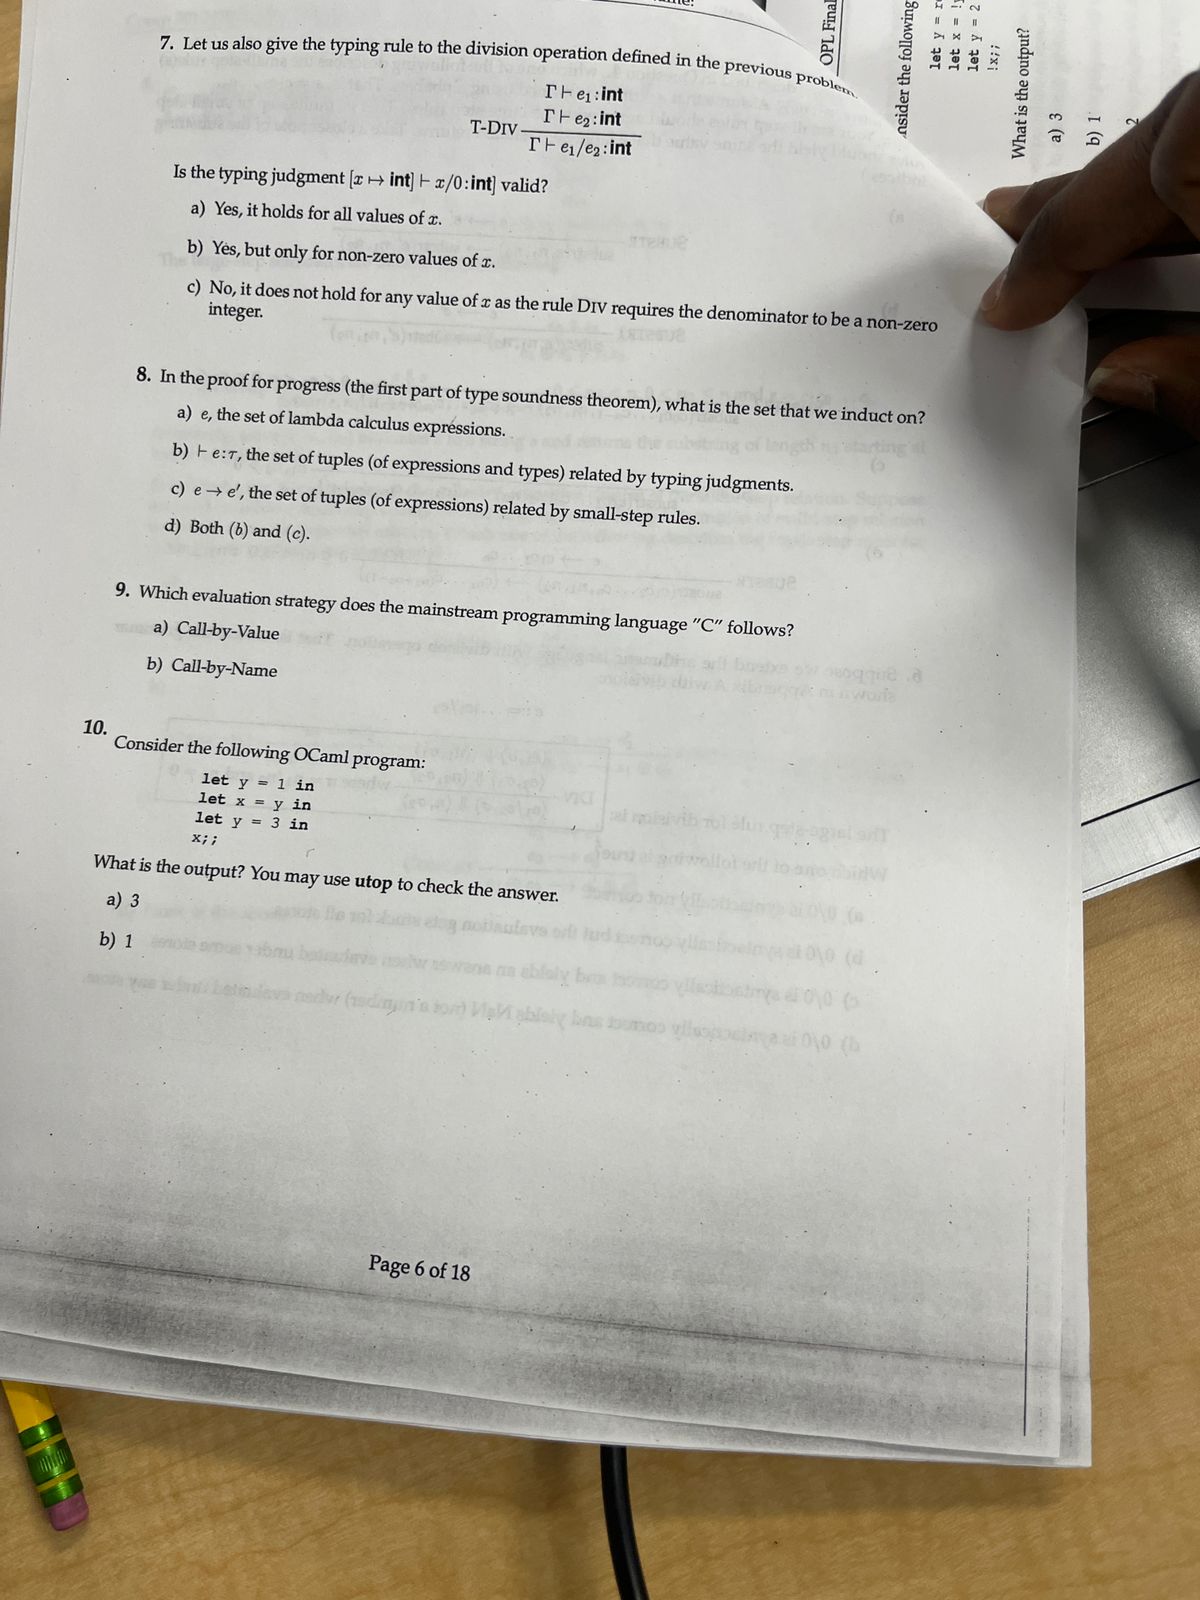 7. Let us also give the typing rule to the division operation defined in the previous problem.
Γ ⊢ e₁ : int
Γ ⊢ e₂ : int
T-DIV
Γ ⊢ e₁/e₂ : int
Is the typing judgment [x ↦ int] ⊢ x/0 : int] valid?
a) Yes, it holds for all values of x.
b) Yes, but only for non-zero values of x.
c) No, it does not hold for any value of x as the rule DIV requires the denominator to be a non-zero
integer.
8. In the proof for progress (the first part of type soundness theorem), what is the set that we induct on?
a) e, the set of lambda calculus expressions.
b) ⊢ e : τ, the set of tuples (of expressions and types) related by typing judgments.
c) e → e′, the set of tuples (of expressions) related by small-step rules.
d) Both (b) and (c).
9. Which evaluation strategy does the mainstream programming language "C" follows?
a) Call-by-Value
b) Call-by-Name
10.
Consider the following OCaml program:
let y = 1 in
let x = y in
let y = 3 in
x;;
What is the output? You may use utop to check the answer.
a) 3
b) 1
Page 6 of 18
OPL Final
the following
let y =
let x =
let y = 2
!x;;
What is the output?
a) 3
b) 1
2